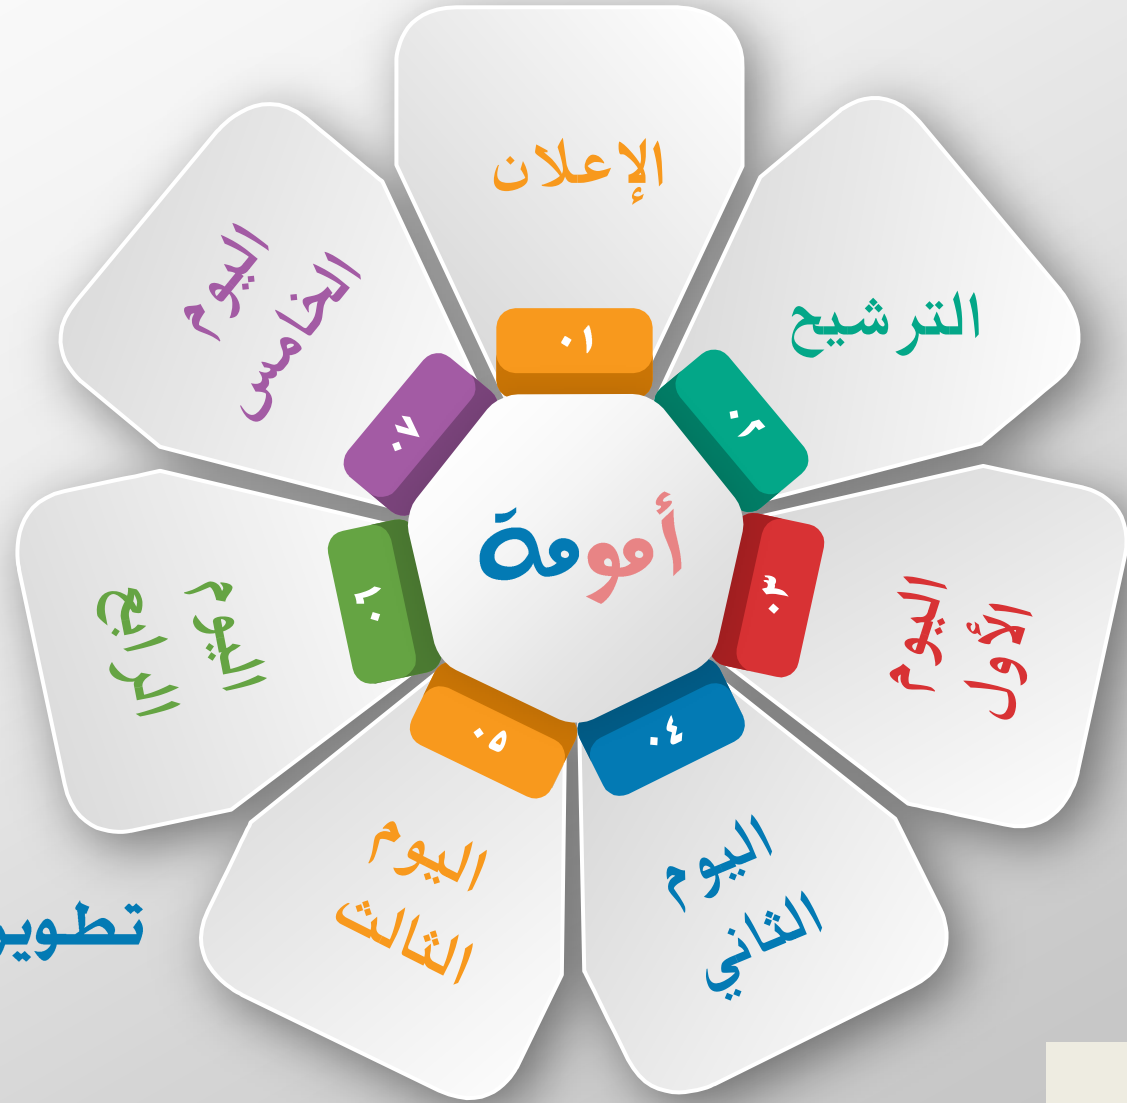 أمومة
٠١
الإعلان
٠٢
الترشيح
٠٣
اليوم
الأول
٠٤
اليوم
الثاني
٠٥
اليوم
الثالث
٠٦
اليوم
الرابع
٠٧
اليوم
الخامس
تطوير